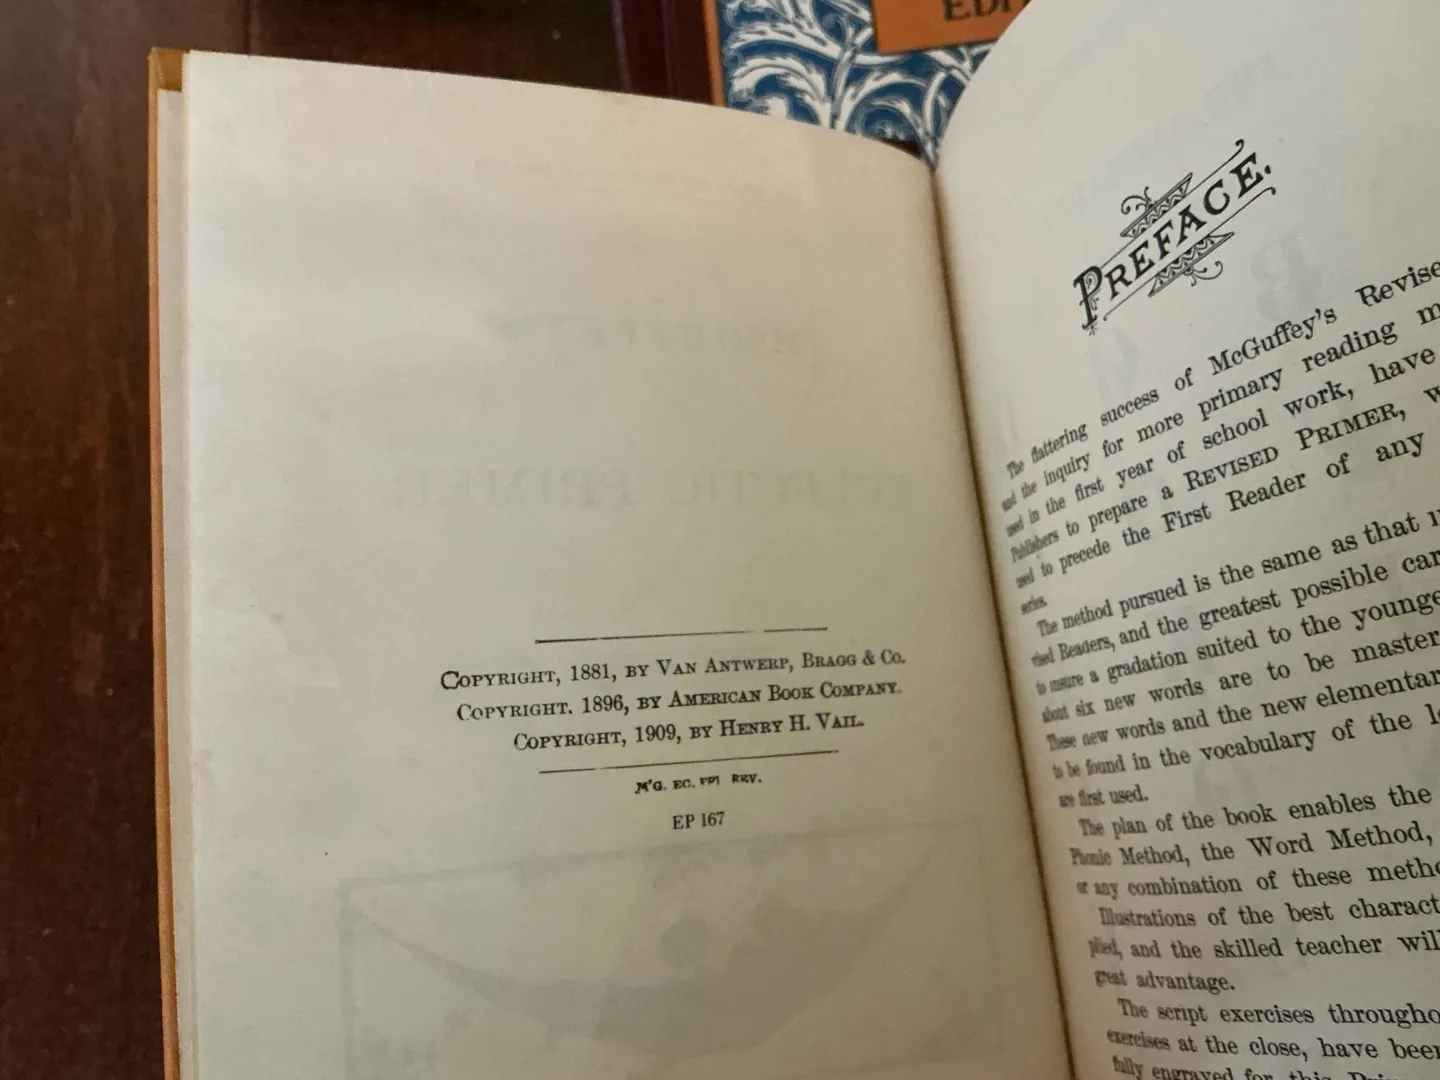 EDI
COPYRIGHT, 1881, BY VAN ANTWERP, BRAGG & CO.
COPYRIGHT. 1896, BY AMERICAN BOOK COMPANY.
COPYRIGHT, 1909, BY HENRY H. VAIL.
M'G. EC. PRI REV.
EP 167
PREFACE.
The flattering success of McGuffey's Revise
and the inquiry for more primary reading m
used in the first year of school work, have
Publishers to prepare a REVISED PRIMER, w
used to precede the First Reader of any
series.
The method pursued is the same as that
vised Readers, and the greatest possible car
to insure a gradation suited to the younge
about six new words are to be master
These new words and the new elementar
to be found in the vocabulary of the l
are first used.
The plan of the book enables the
Phonic Method, the Word Method,
or any combination of these metho
Illustrations of the best charact
plied, and the skilled teacher will
great advantage.
The script exercises througho
exercises at the close, have been
fully engraved for this Prim